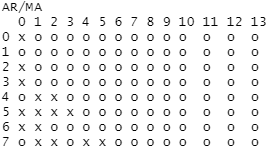 AR/MA
0 1 2 3 4 5 6 7 8 9 10 11 12 13
0 x o o o o o o o o o o o o o
1 o o o o o o o o o o o o o o
2 x o o o o o o o o o o o o o
3 x o o o o o o o o o o o o o
4 o x x o o o o o o o o o o o
5 x x x x o o o o o o o o o o
6 x x o o o o o o o o o o o o
7 o x x o x x o o o o o o o o